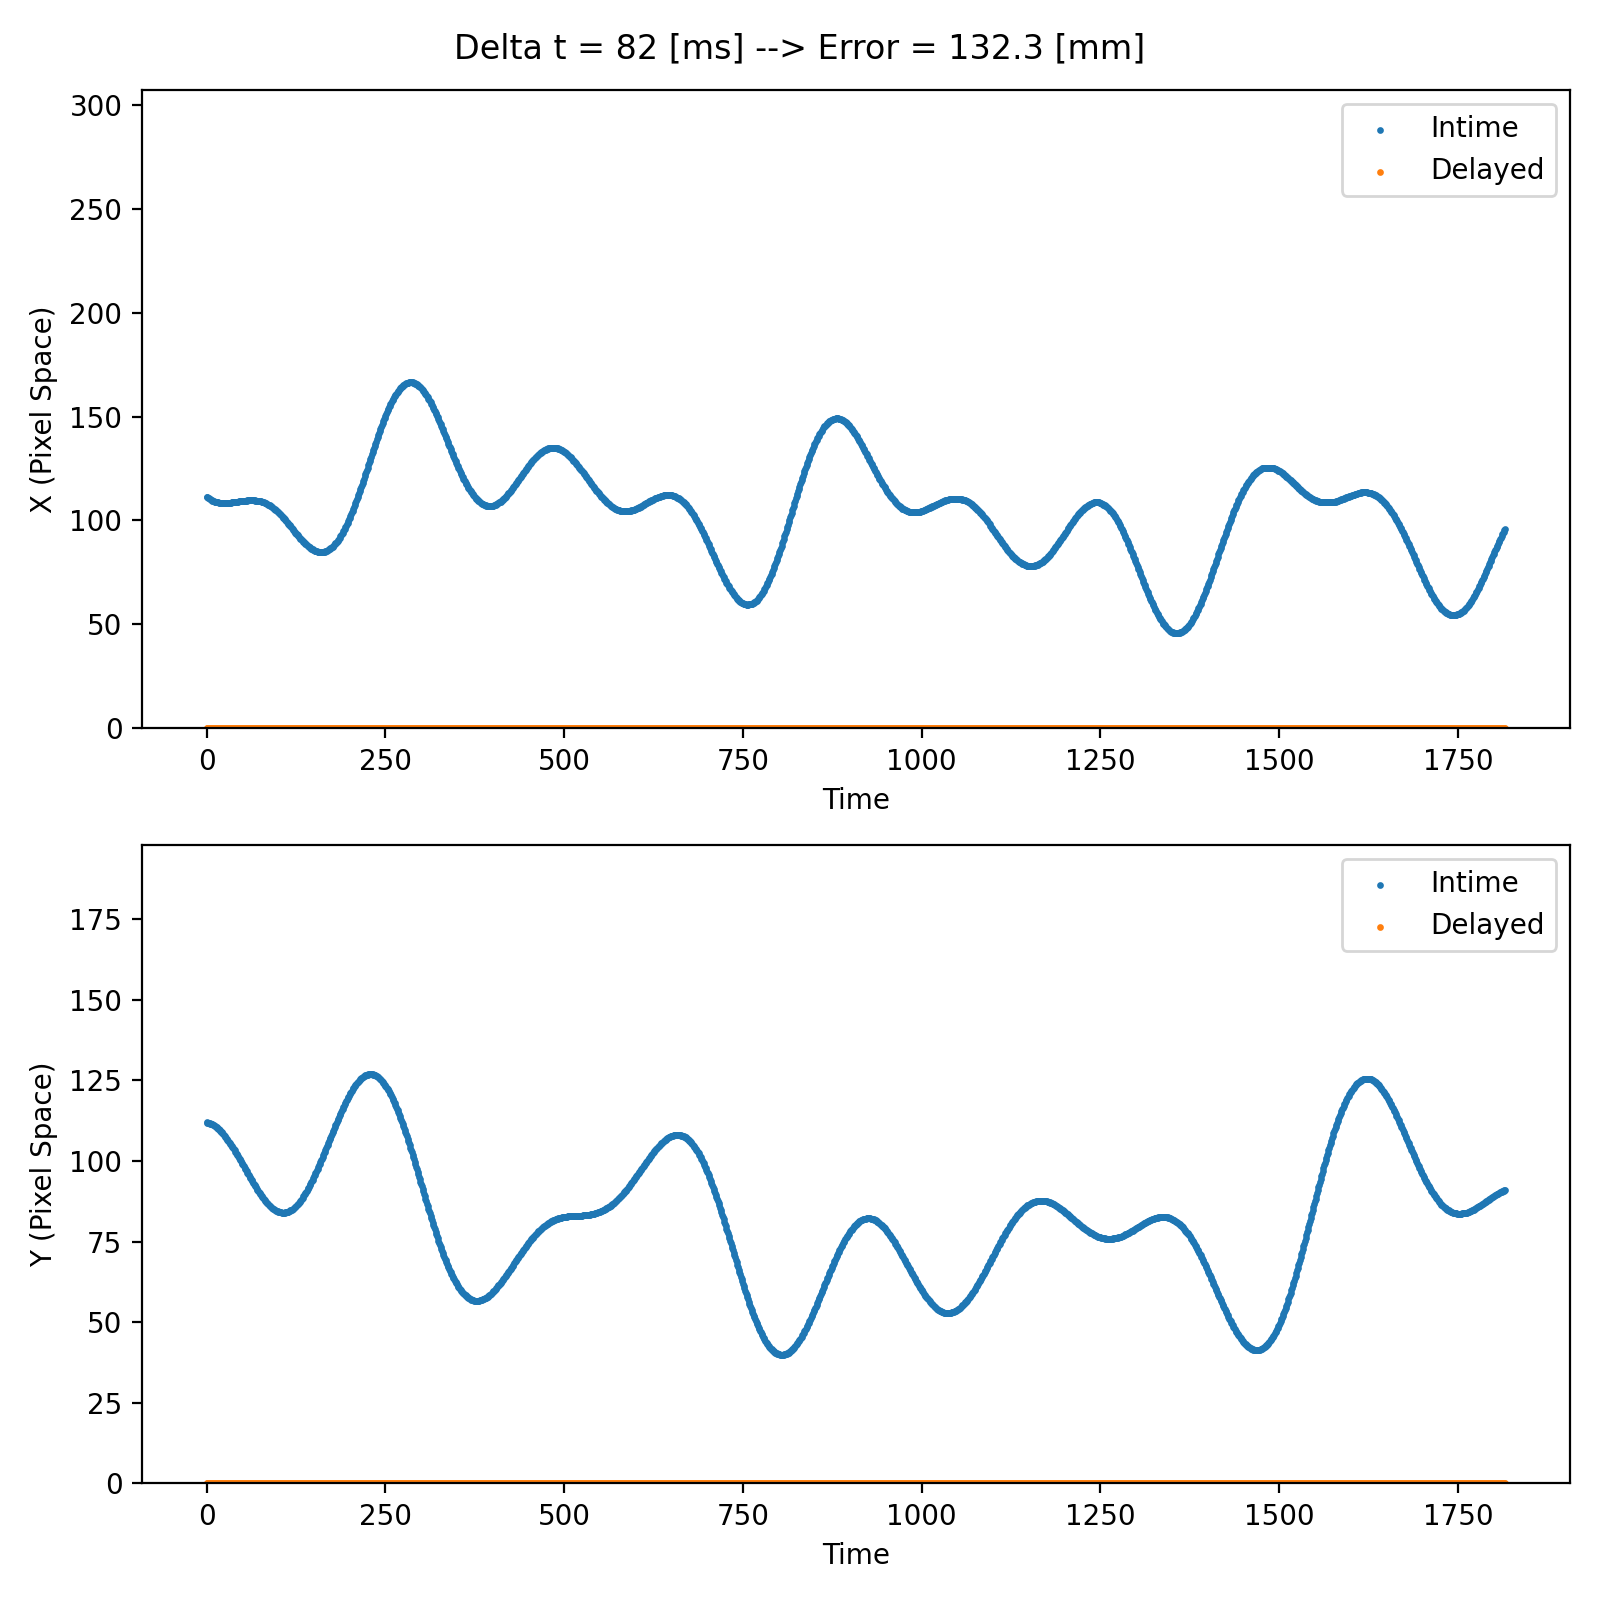 Delta t = 82 [ms] --> Error = 132.3 [mm]
300
250
200
150
100
50
0
X (Pixel Space)
Intime
Delayed
0 250 500 750 1000 1250 1500 1750
Time
175
150
125
100
75
50
25
0
Y (Pixel Space)
Intime
Delayed
0 250 500 750 1000 1250 1500 1750
Time